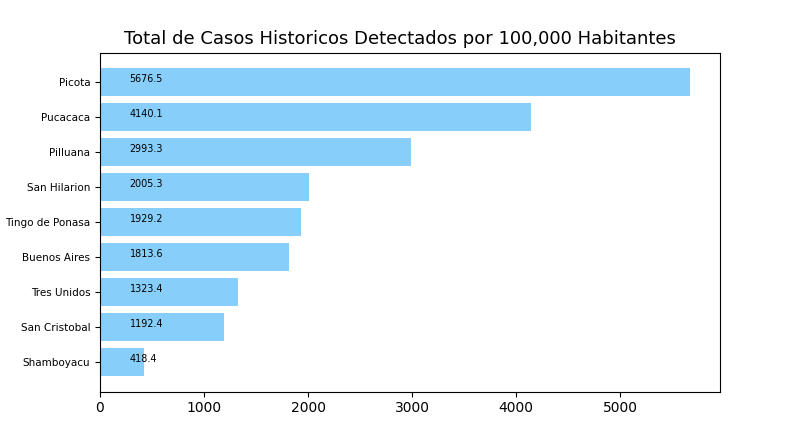 Total de Casos Historicos Detectados por 100,000 Habitantes
Picota 5676.5
Pucacaca 4140.1
Pilluana 2993.3
San Hilarion 2005.3
Tingo de Ponasa 1929.2
Buenos Aires 1813.6
Tres Unidos 1323.4
San Cristobal 1192.4
Shamboyacu 418.4
0 1000 2000 3000 4000 5000